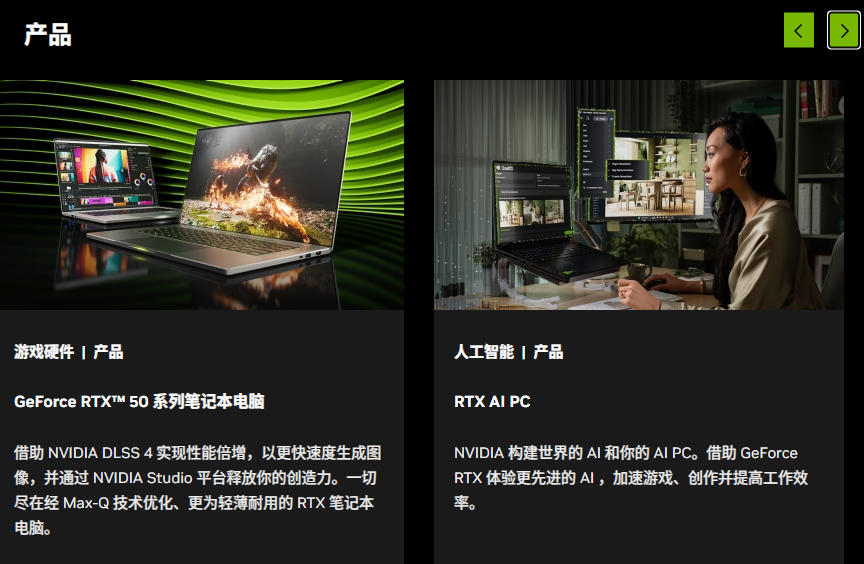 产品
游戏硬件 | 产品
GeForce RTX™ 50 系列笔记本电脑
借助 NVIDIA DLSS 4 实现性能倍增，以更快速度生成图
像，并通过 NVIDIA Studio 平台释放你的创造力。一切
尽在经 Max-Q 技术优化、更为轻薄耐用的 RTX 笔记本
电脑。
人工智能 | 产品
RTX AI PC
NVIDIA 构建世界的 AI 和你的 AI PC。借助 GeForce
RTX 体验更先进的 AI ，加速游戏、创作并提高工作效
率。